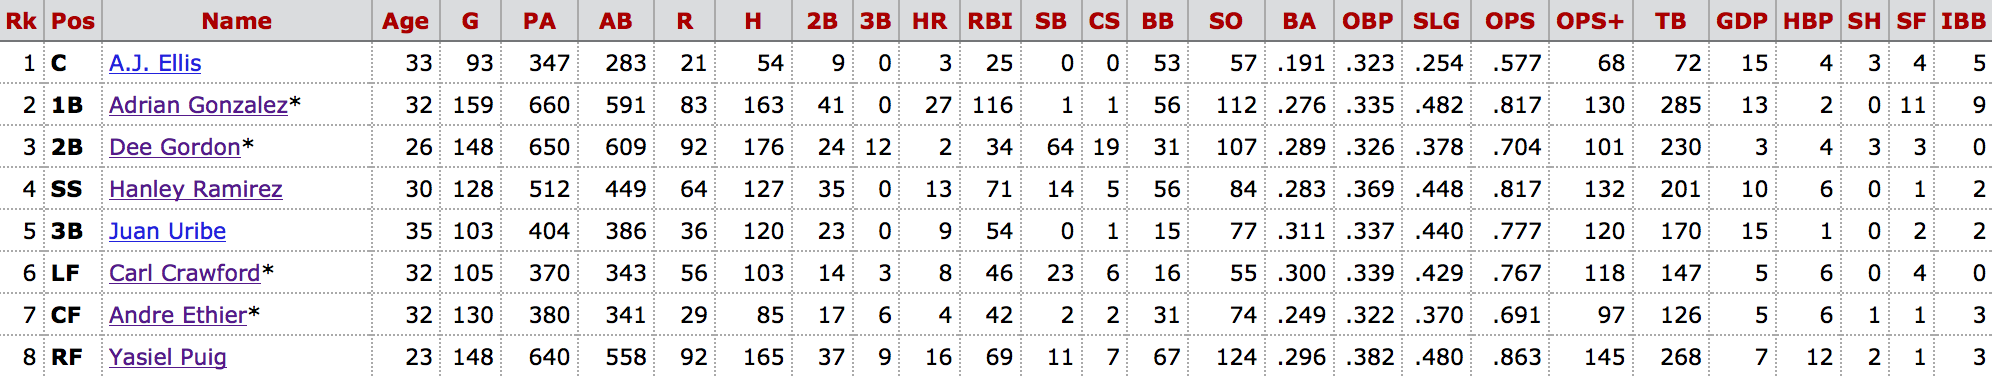 Rk Pos Name Age G PA AB R H 2B 3B HR RBI SB CS BB SO BA OBP SLG OPS OPS+ TB GDP HBP SH SF IBB
1 C A.J. Ellis 33 93 347 283 21 54 9 0 3 25 0 0 53 57 .191 .323 .254 .577 68 72 15 4 3 4 5
2 1B Adrian Gonzalez* 32 159 660 591 83 163 41 0 27 116 1 1 56 112 .276 .335 .482 .817 130 285 13 2 0 11 9
3 2B Dee Gordon* 26 148 650 609 92 176 24 12 2 34 64 19 31 107 .289 .326 .378 .704 101 230 3 4 3 3 0
4 SS Hanley Ramirez 30 128 512 449 64 127 35 0 13 71 14 5 56 84 .283 .369 .448 .817 132 201 10 6 0 1 2
5 3B Juan Uribe 35 103 404 386 36 120 23 0 9 54 0 1 15 77 .311 .337 .440 .777 120 170 15 1 0 2 2
6 LF Carl Crawford* 32 105 370 343 56 103 14 3 8 46 23 6 16 55 .300 .339 .429 .767 118 147 5 6 0 4 0
7 CF Andre Ethier* 32 130 380 341 29 85 17 6 4 42 2 2 31 74 .249 .322 .370 .691 97 126 5 6 1 1 3
8 RF Yasiel Puig 23 148 640 558 92 165 37 9 16 69 11 7 67 124 .296 .382 .480 .863 145 268 7 12 2 1 3